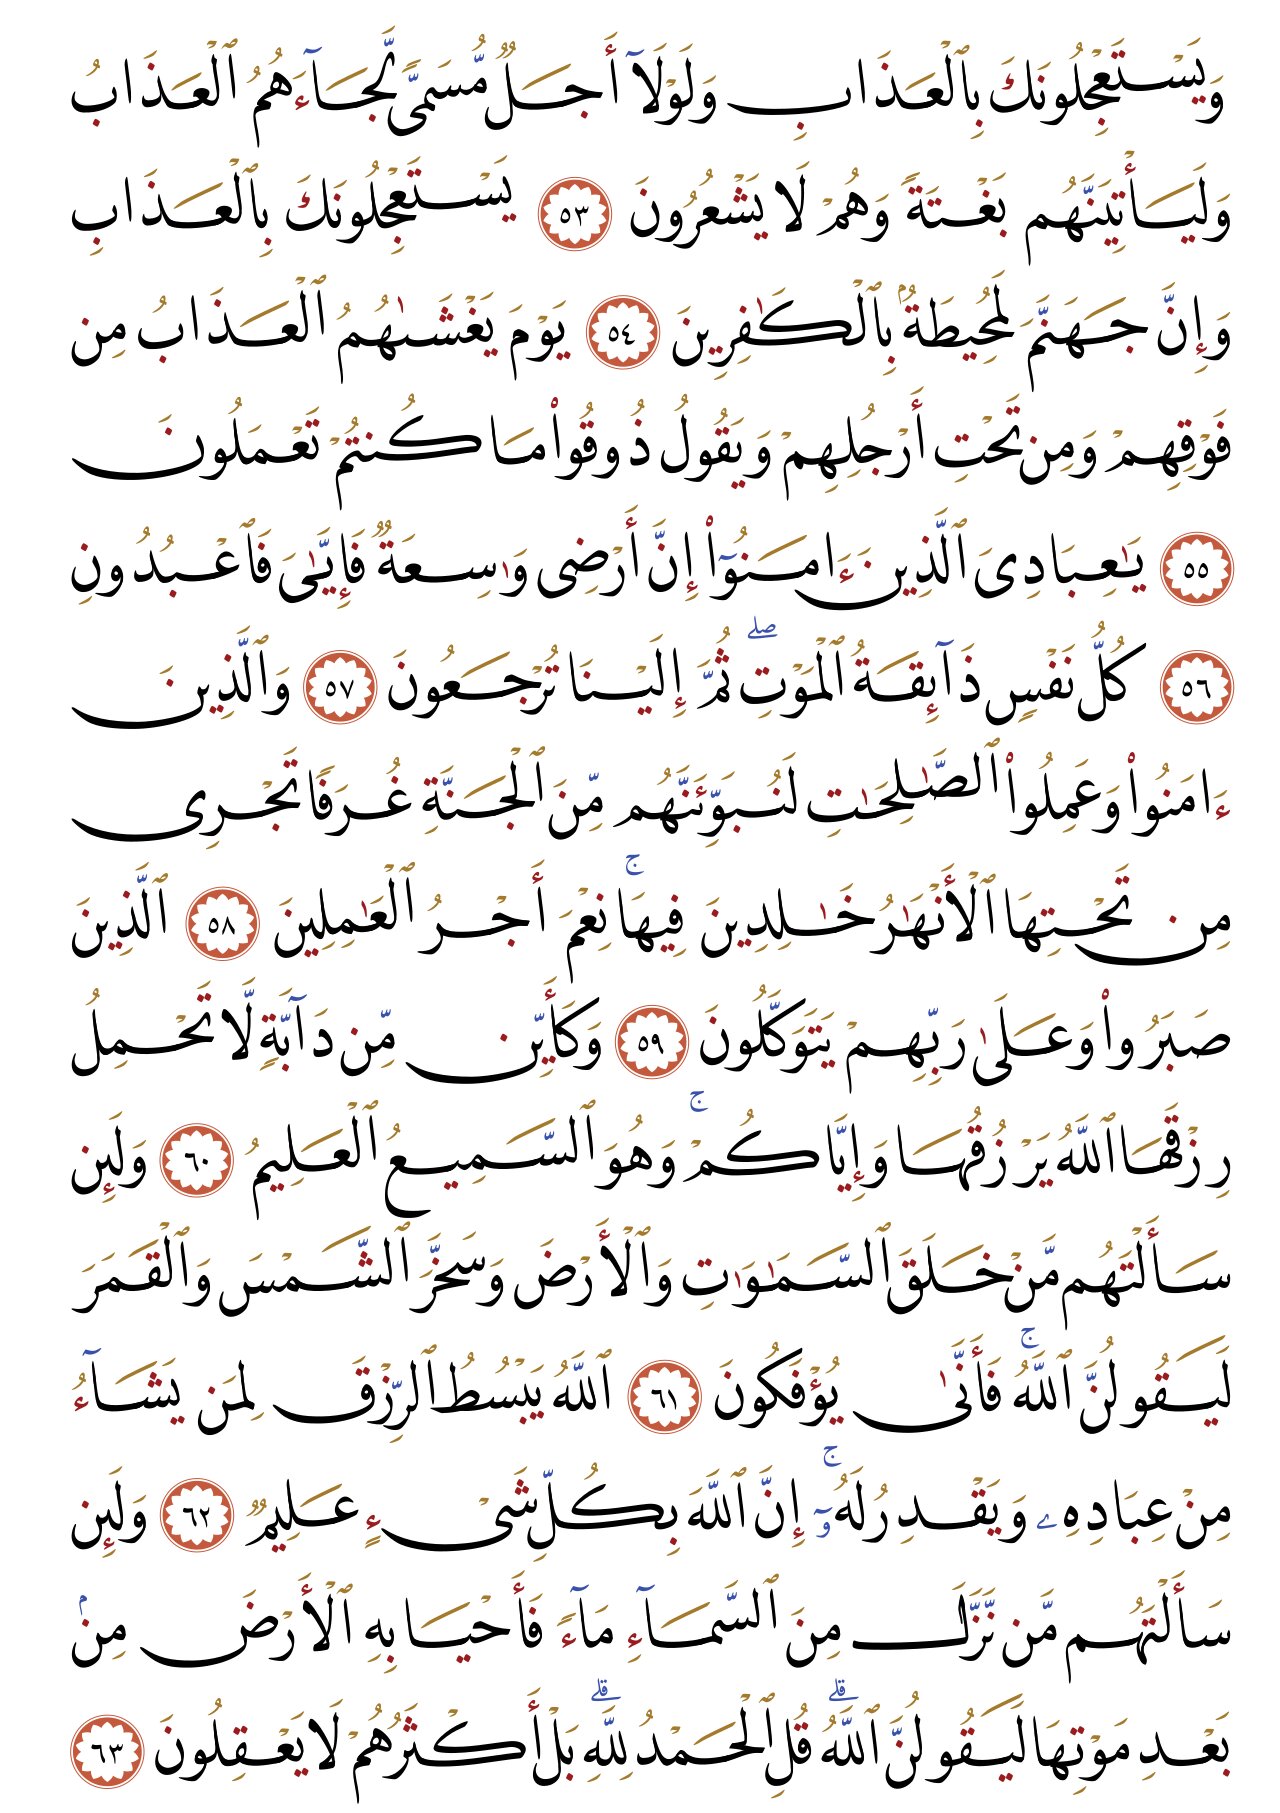 وَيَسْتَعْجِلُونَكَ بِٱلْعَذَابِ وَلَوْلَآ أَجَلٌ مُّسَمًّى لَّجَآءَهُمُ ٱلْعَذَابُ
وَلَيَأْتِيَنَّهُم بَغْتَةً وَهُمْ لَا يَشْعُرُونَ ٥٣ يَسْتَعْجِلُونَكَ بِٱلْعَذَابِ
وَإِنَّ جَهَنَّمَ لَمُحِيطَةٌۢ بِٱلْكَٰفِرِينَ ٥٤ يَوْمَ يَغْشَىٰهُمُ ٱلْعَذَابُ مِن
فَوْقِهِمْ وَمِن تَحْتِ أَرْجُلِهِمْ وَيَقُولُ ذُوقُوا۟ مَا كُنتُمْ تَعْمَلُونَ
٥٥ يَٰعِبَادِىَ ٱلَّذِينَ ءَامَنُوٓا۟ إِنَّ أَرْضِى وَٰسِعَةٌ فَإِيَّٰىَ فَٱعْبُدُونِ
٥٦ كُلُّ نَفْسٍ ذَآئِقَةُ ٱلْمَوْتِ ۖ ثُمَّ إِلَيْنَا تُرْجَعُونَ ٥٧ وَٱلَّذِينَ
ءَامَنُوا۟ وَعَمِلُوا۟ ٱلصَّٰلِحَٰتِ لَنُبَوِّئَنَّهُم مِّنَ ٱلْجَنَّةِ غُرَفًا تَجْرِى
مِن تَحْتِهَا ٱلْأَنْهَٰرُ خَٰلِدِينَ فِيهَا ۚ نِعْمَ أَجْرُ ٱلْعَٰمِلِينَ ٥٨ ٱلَّذِينَ
صَبَرُوا۟ وَعَلَىٰ رَبِّهِمْ يَتَوَكَّلُونَ ٥٩ وَكَأَيِّن مِّن دَآبَّةٍ لَّا تَحْمِلُ
رِزْقَهَا ٱللَّهُ يَرْزُقُهَا وَإِيَّاكُمْ ۚ وَهُوَ ٱلسَّمِيعُ ٱلْعَلِيمُ ٦٠ وَلَئِن
سَأَلْتَهُم مَّنْ خَلَقَ ٱلسَّمَٰوَٰتِ وَٱلْأَرْضَ وَسَخَّرَ ٱلشَّمْسَ وَٱلْقَمَرَ
لَيَقُولُنَّ ٱللَّهُ ۖ فَأَنَّىٰ يُؤْفَكُونَ ٦١ ٱللَّهُ يَبْسُطُ ٱلرِّزْقَ لِمَن يَشَآءُ
مِنْ عِبَادِهِۦ وَيَقْدِرُ لَهُۥٓ ۚ إِنَّ ٱللَّهَ بِكُلِّ شَىْءٍ عَلِيمٌ ٦٢ وَلَئِن
سَأَلْتَهُم مَّن نَّزَّلَ مِنَ ٱلسَّمَآءِ مَآءً فَأَحْيَا بِهِ ٱلْأَرْضَ مِنۢ
بَعْدِ مَوْتِهَا لَيَقُولُنَّ ٱللَّهُ ۚ قُلِ ٱلْحَمْدُ لِلَّهِ ۚ بَلْ أَكْثَرُهُمْ لَا يَعْقِلُونَ ٦٣